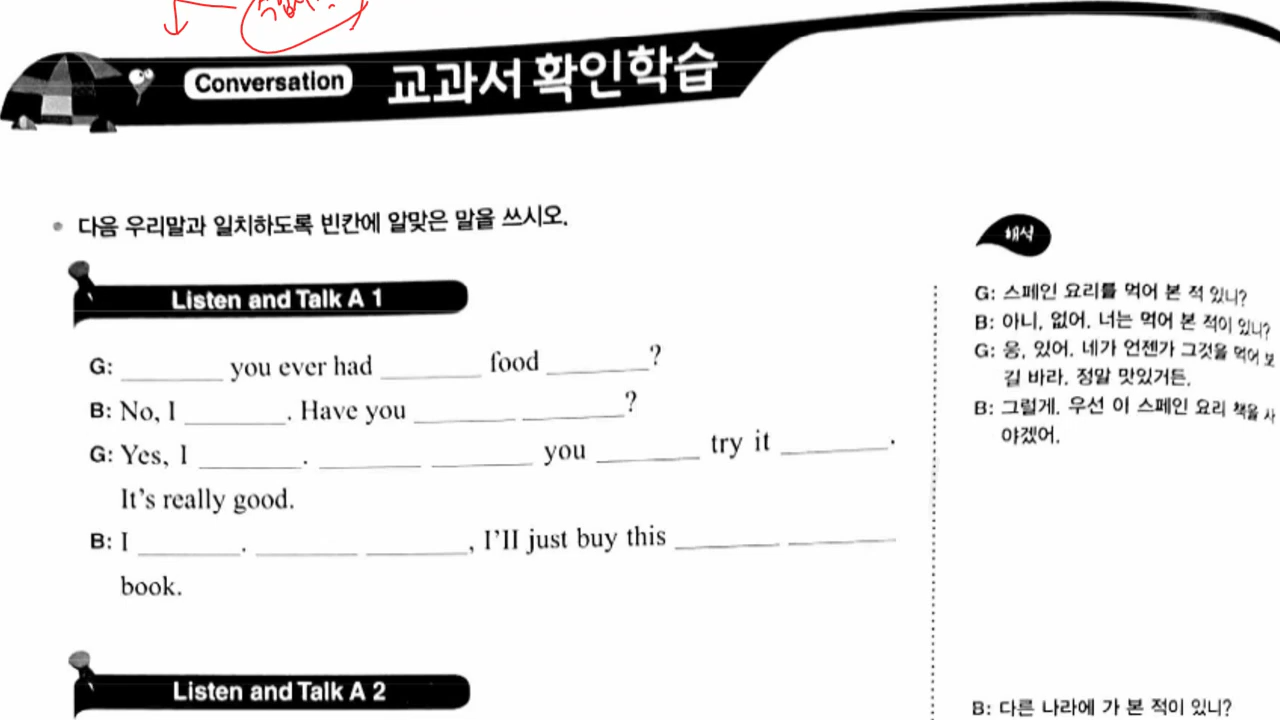 Conversation 교과서 확인학습
다음 우리말과 일치하도록 빈칸에 알맞은 말을 쓰시오.
Listen and Talk A 1
G: ________ you ever had ________ food ________?
B: No, I ________. Have you ________ ________?
G: Yes, I ________. ________ ________ you ________ try it ________.
It's really good.
B: I ________. ________ ________, I'll just buy this ________ ________
book.
해석
G: 스페인 요리를 먹어 본 적 있니?
B: 아니, 없어. 너는 먹어 본 적이 있니?
G: 응, 있어. 네가 언젠가 그것을 먹어 보
길 바라. 정말 맛있거든.
B: 그럴게. 우선 이 스페인 요리 책을 사
야겠어.
Listen and Talk A 2
B: 다른 나라에 가 본 적이 있니?